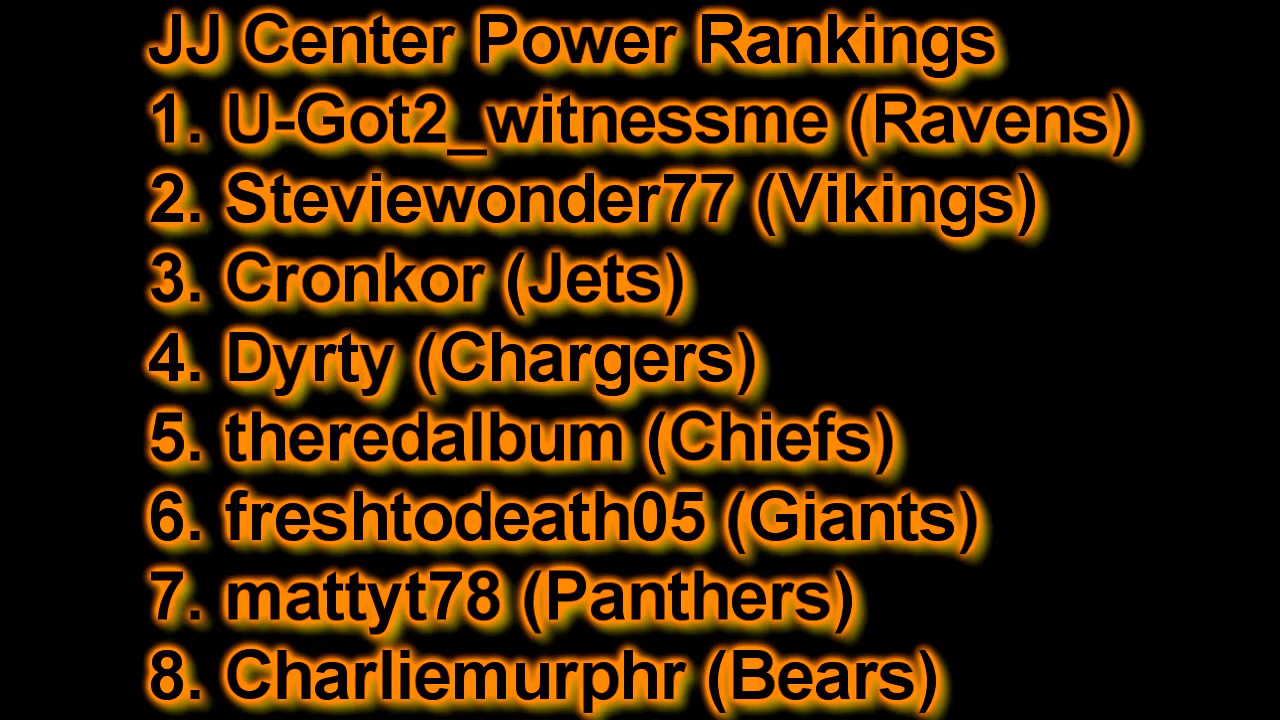 JJ Center Power Rankings
1. U-Got2_witnessme (Ravens)
2. Steviewonder77 (Vikings)
3. Cronkor (Jets)
4. Dyrty (Chargers)
5. theredalbum (Chiefs)
6. freshtodeath05 (Giants)
7. mattyt78 (Panthers)
8. Charliemurphr (Bears)